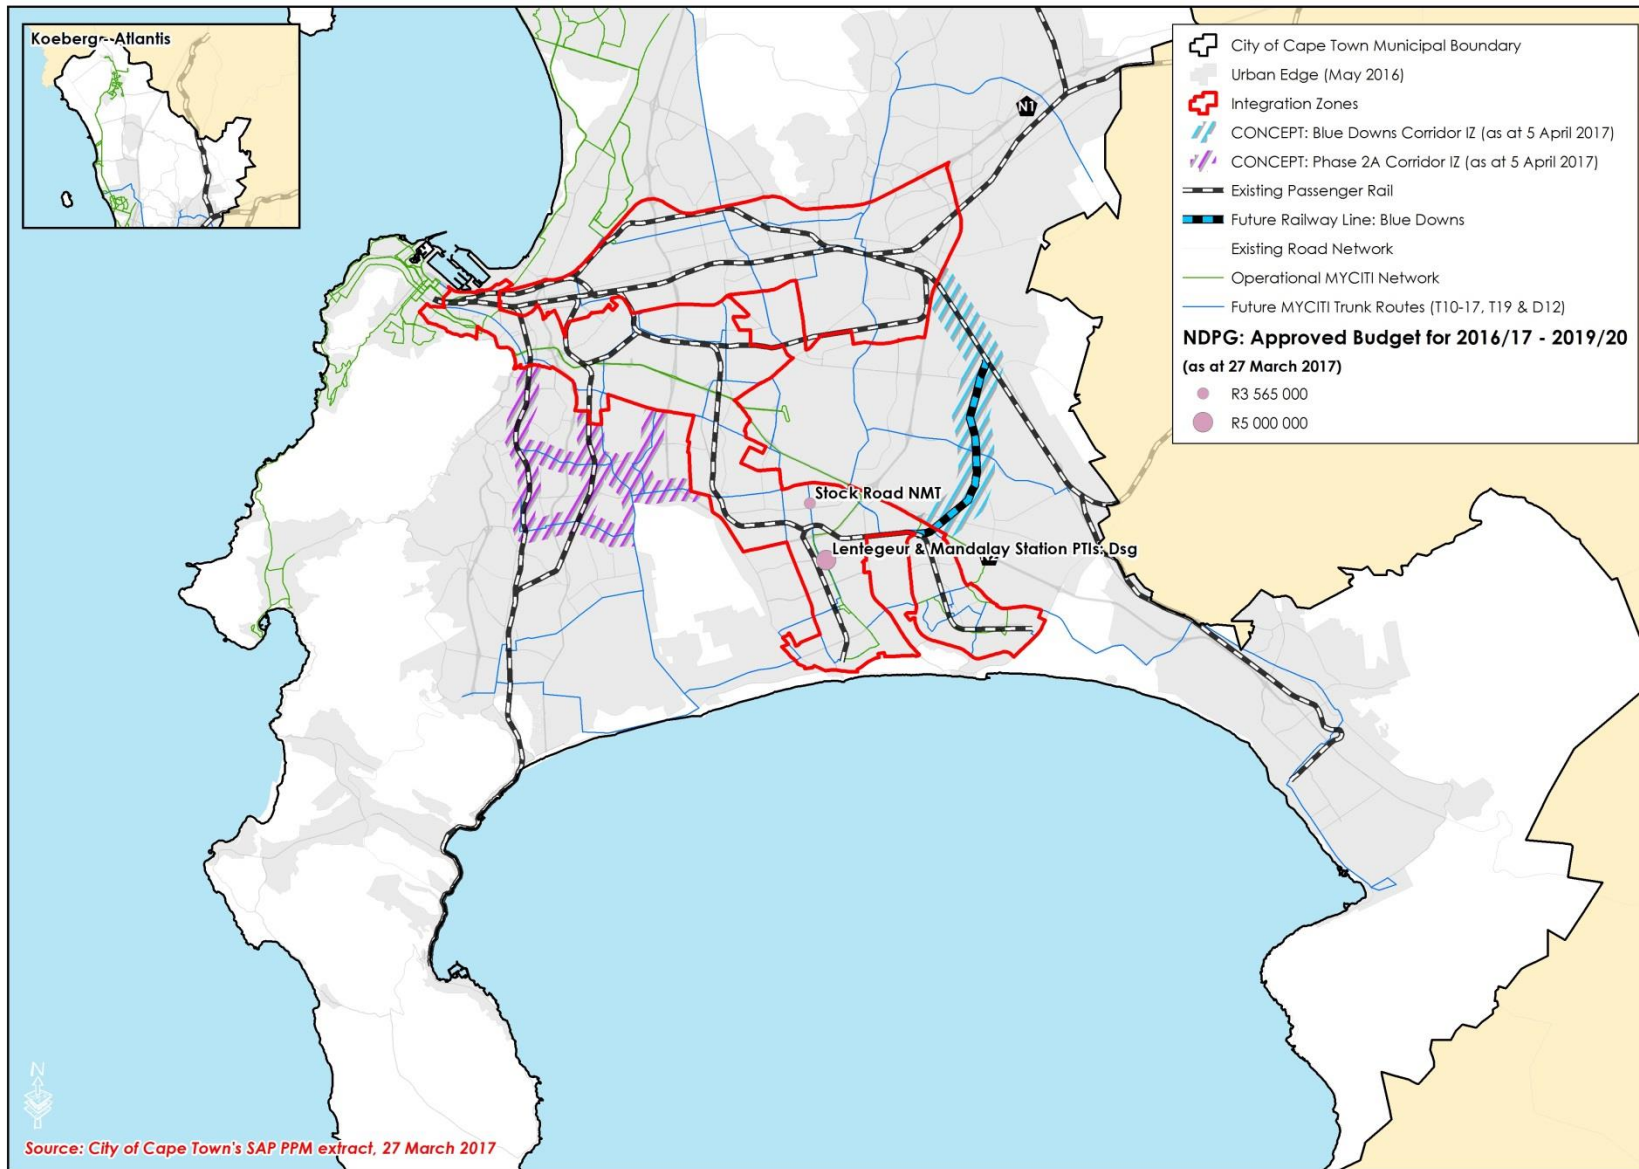 Koeberg - Atlantis
City of Cape Town Municipal Boundary
Urban Edge (May 2016)
Integration Zones
CONCEPT: Blue Downs Corridor IZ (as at 5 April 2017)
CONCEPT: Phase 2A Corridor IZ (as at 5 April 2017)
Existing Passenger Rail
Future Railway Line: Blue Downs
Existing Road Network
Operational MYCITI Network
Future MYCITI Trunk Routes (T10-17, T19 & D12)
NDPG: Approved Budget for 2016/17 - 2019/20
(as at 27 March 2017)
R3 565 000
R5 000 000
N1
Stock Road NMT
Lentegeur & Mandalay Station PTIs: Dsg
N
Source: City of Cape Town's SAP PPM extract, 27 March 2017